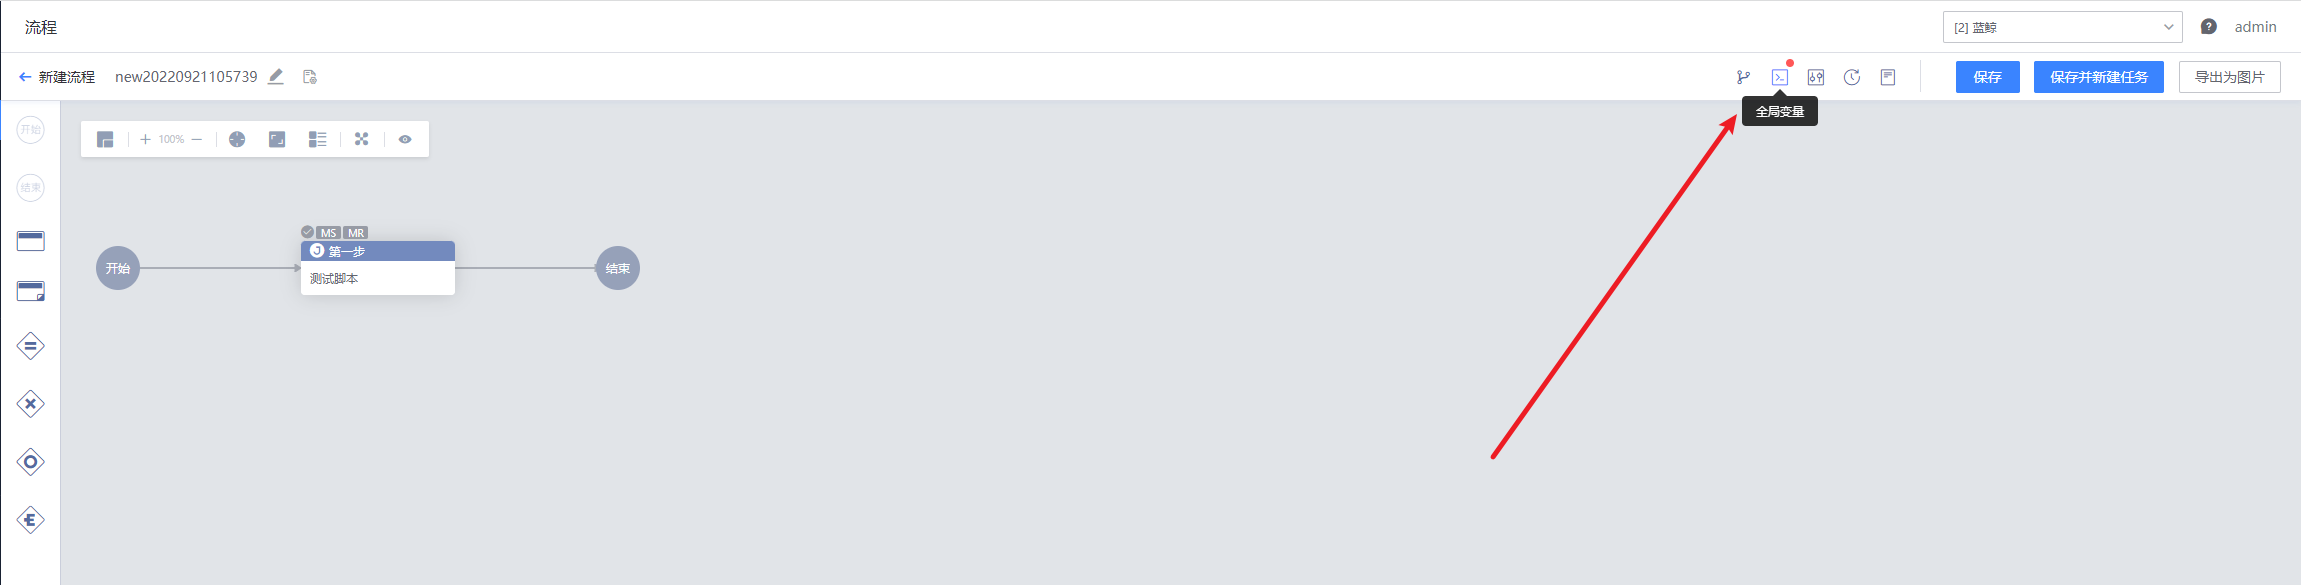 流程
[2] 蓝鲸
admin
新建流程 new20220921105739
保存
保存并新建任务
导出为图片
全局变量
开始
100%
结束
MS MR
J 第一步
测试脚本
开始
结束